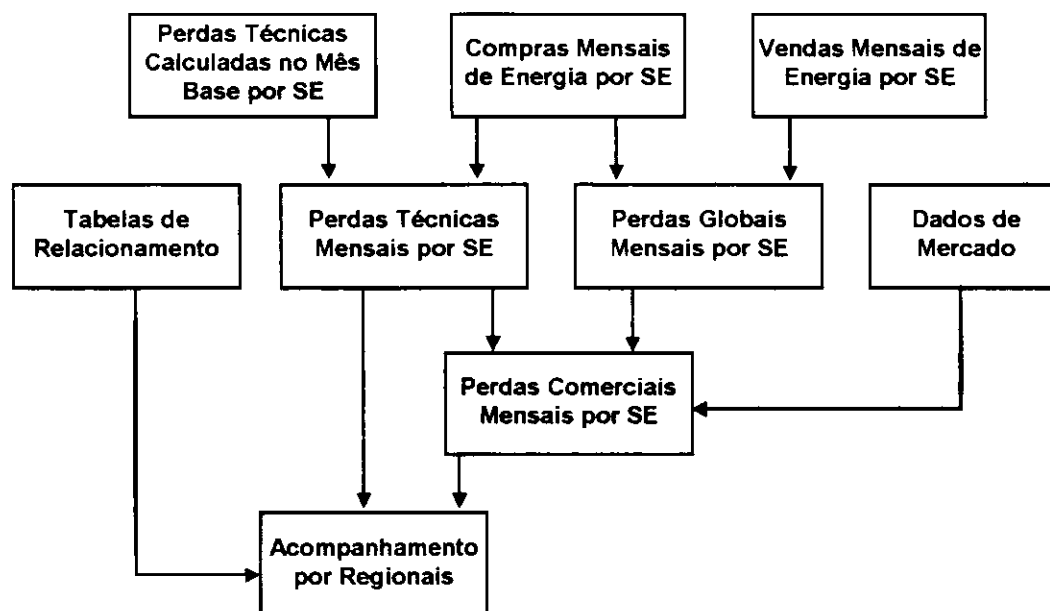 Perdas Técnicas
Calculadas no Mês
Base por SE
Compras Mensais
de Energia por SE
Vendas Mensais de
Energia por SE
Tabelas de
Relacionamento
Perdas Técnicas
Mensais por SE
Perdas Globais
Mensais por SE
Dados de
Mercado
Perdas Comerciais
Mensais por SE
Acompanhamento
por Regionais